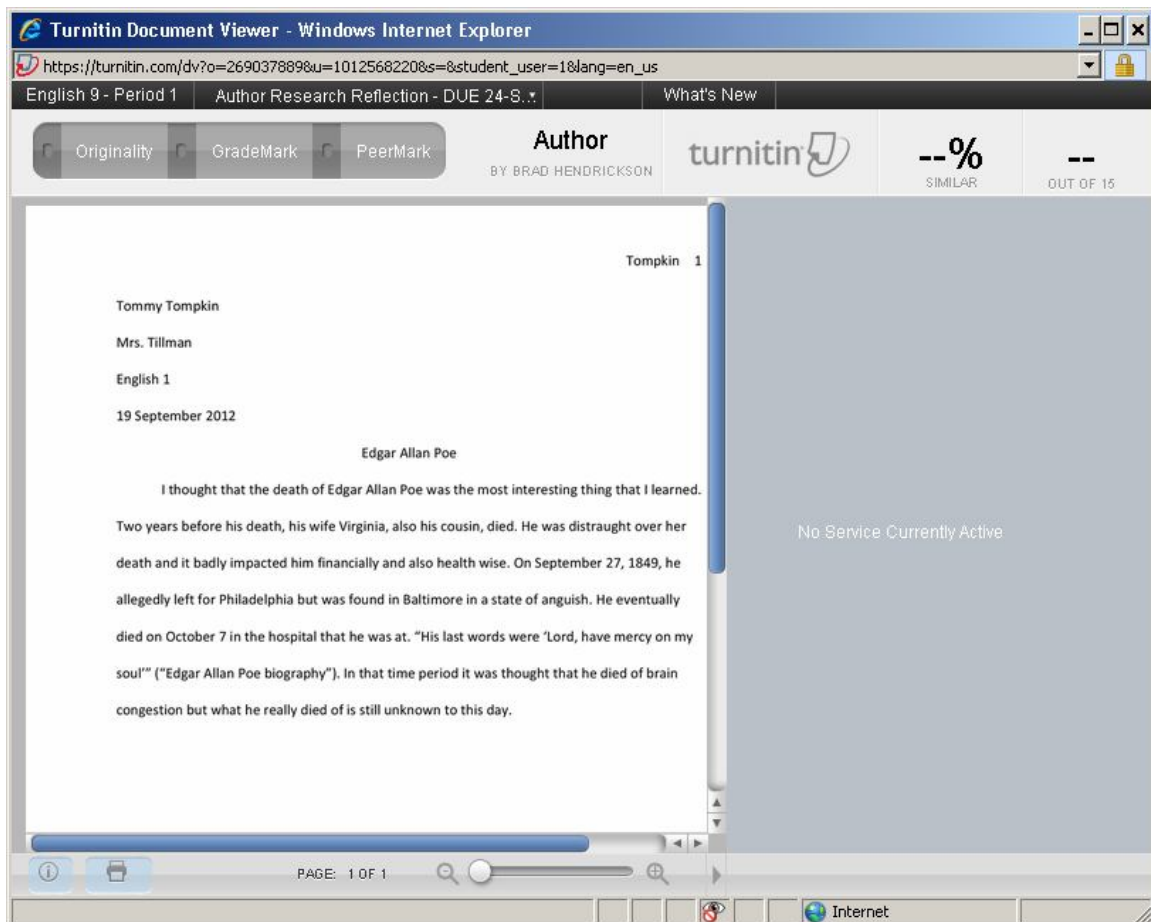 Turnitin Document Viewer - Windows Internet Explorer
https://turnitin.com/dv?o=269037889&u=1012568220&s=&student_user=1&lang=en_us
English 9 - Period 1 Author Research Reflection - DUE 24-S... What's New
Originality GradeMark PeerMark
Author
BY BRAD HENDRICKSON
turnitin
--%
SIMILAR
--
OUT OF 15
Tompkin 1
Tommy Tompkin
Mrs. Tillman
English 1
19 September 2012
Edgar Allan Poe
I thought that the death of Edgar Allan Poe was the most interesting thing that I learned.
Two years before his death, his wife Virginia, also his cousin, died. He was distraught over her
death and it badly impacted him financially and also health wise. On September 27, 1849, he
allegedly left for Philadelphia but was found in Baltimore in a state of anguish. He eventually
died on October 7 in the hospital that he was at. “His last words were ‘Lord, have mercy on my
soul’” (“Edgar Allan Poe biography”). In that time period it was thought that he died of brain
congestion but what he really died of is still unknown to this day.
No Service Currently Active
PAGE: 1 OF 1
Internet